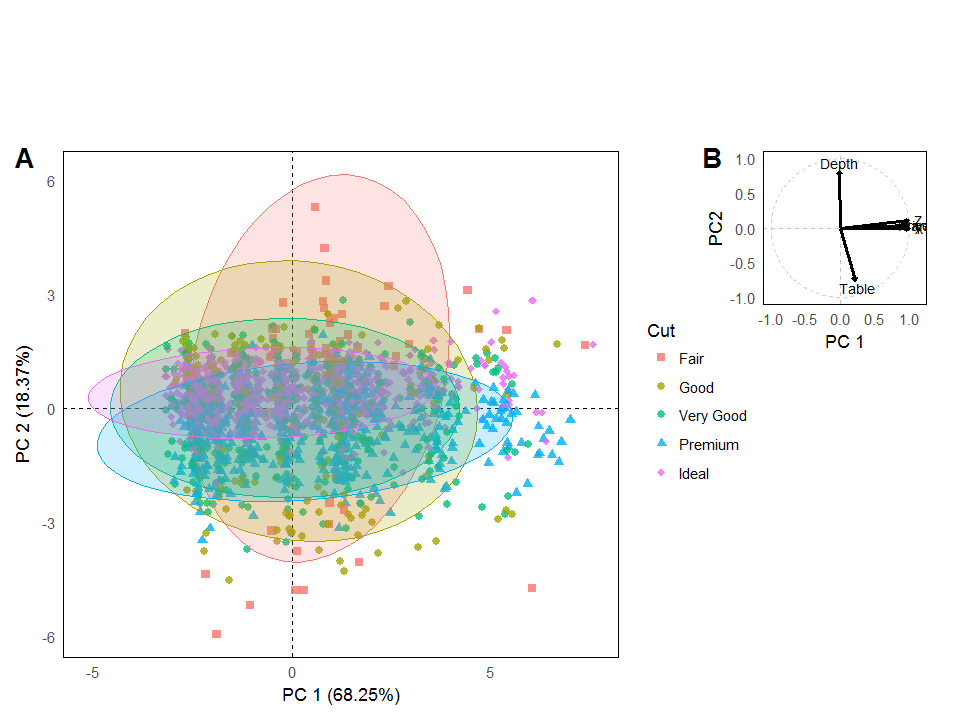 A
6
3
0
-3
-6
-5
0
5
PC 1 (68.25%)
PC 2 (18.37%)
B
1.0
0.5
0.0
-0.5
-1.0
-1.0
0.0
0.5
1.0
PC 1
PC2
Depth
Z
Table
Cut
Fair
Good
Very Good
Premium
Ideal